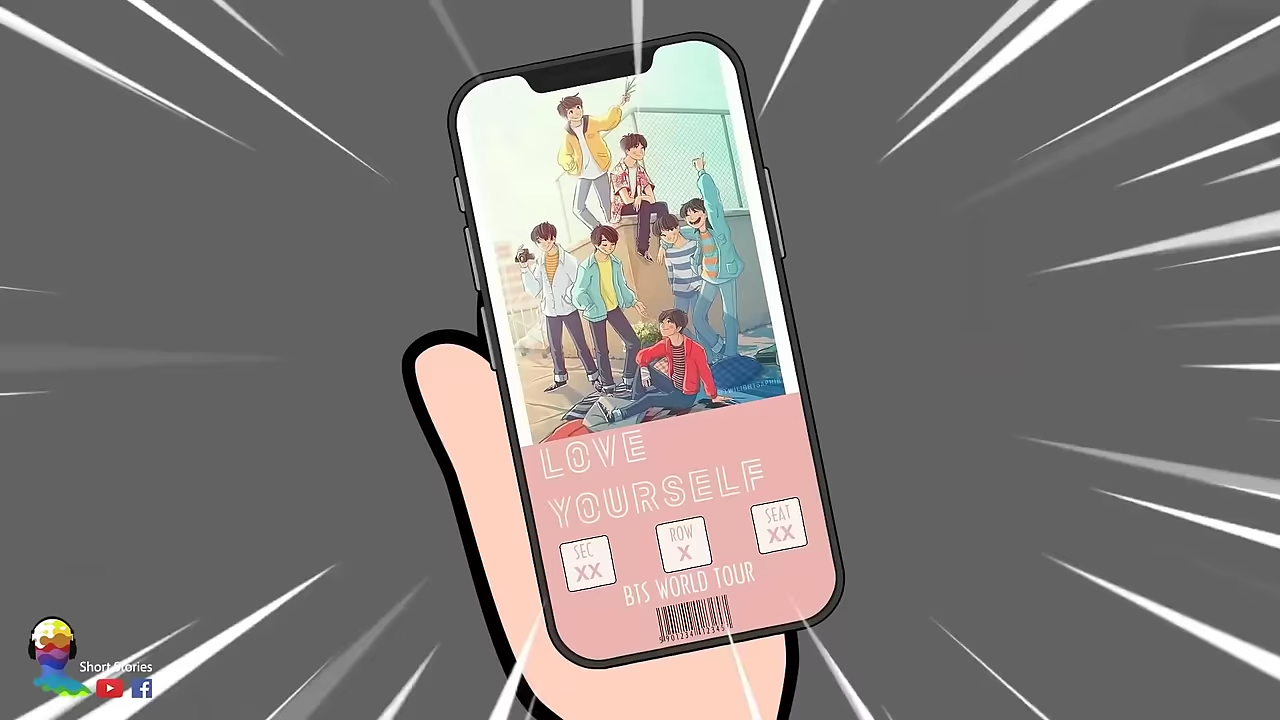 LOVE
YOURSELF
SEC
XX
ROW
X
SEAT
XX
BTS WORLD TOUR
Short Stories